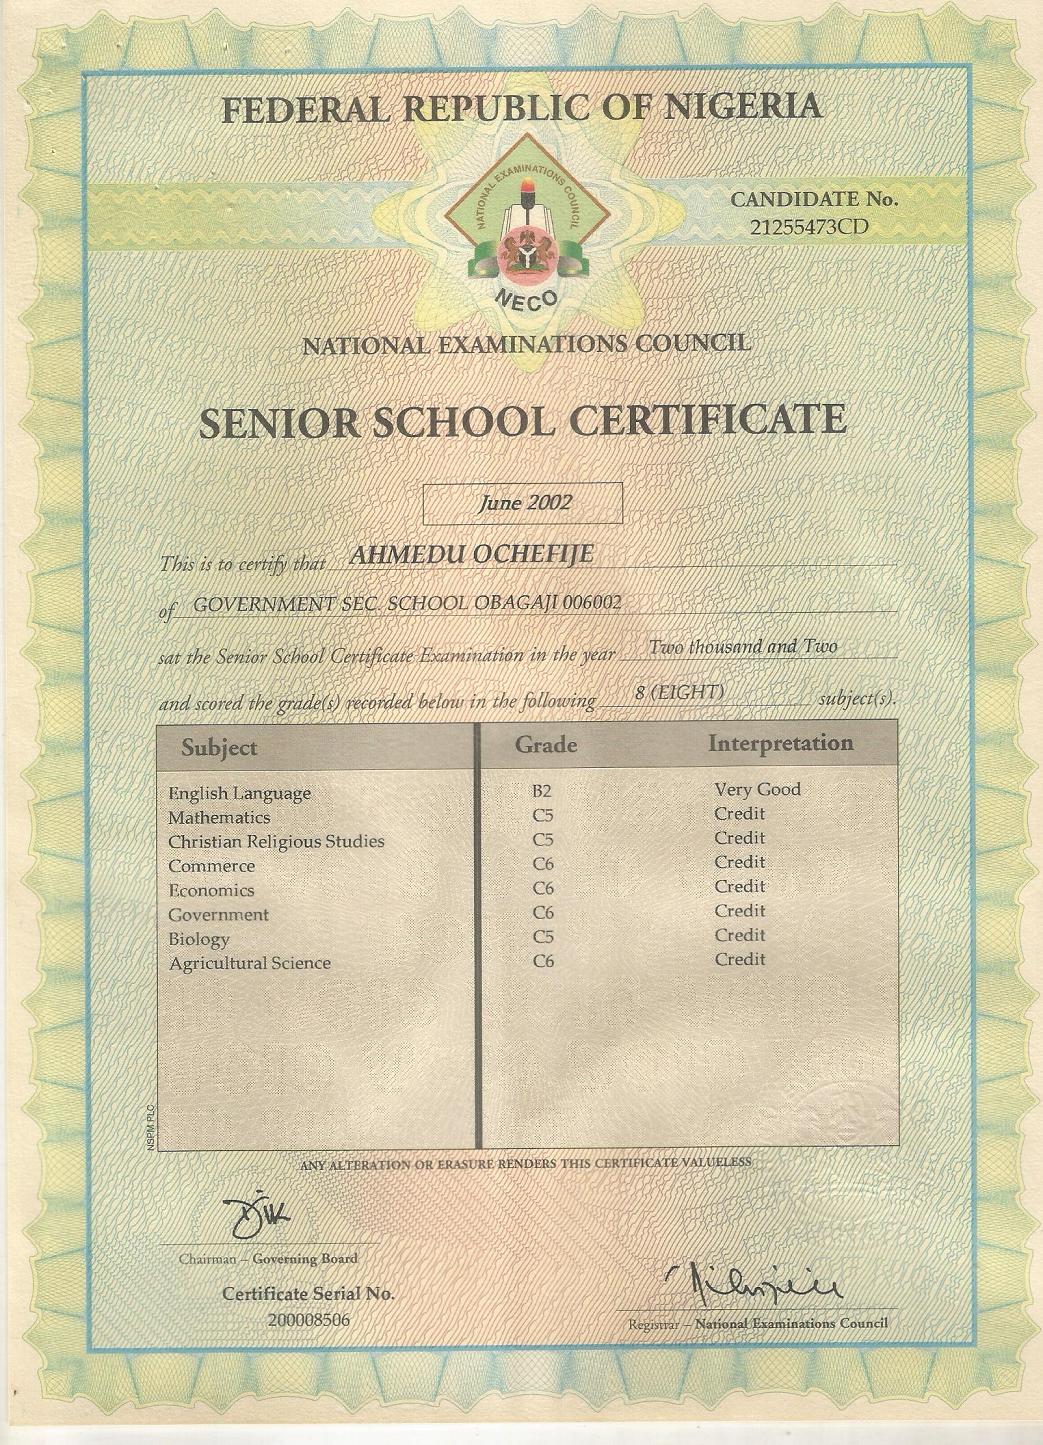 FEDERAL REPUBLIC OF NIGERIA
NATIONAL EXAMINATIONS COUNCIL
NECO
CANDIDATE No.
21255473CD
NATIONAL EXAMINATIONS COUNCIL
SENIOR SCHOOL CERTIFICATE
June 2002
This is to certify that AHMEDU OCHEFIJE
of GOVERNMENT SEC. SCHOOL OBAGAJI 006002
sat the Senior School Certificate Examination in the year Two thousand and Two
and scored the grade(s) recorded below in the following 8 (EIGHT) subject(s).
Subject Grade Interpretation
English Language B2 Very Good
Mathematics C5 Credit
Christian Religious Studies C5 Credit
Commerce C6 Credit
Economics C6 Credit
Government C6 Credit
Biology C5 Credit
Agricultural Science C6 Credit
NSPM PLC
ANY ALTERATION OR ERASURE RENDERS THIS CERTIFICATE VALUELESS
Chairman – Governing Board
Certificate Serial No.
200008506
Registrar – National Examinations Council